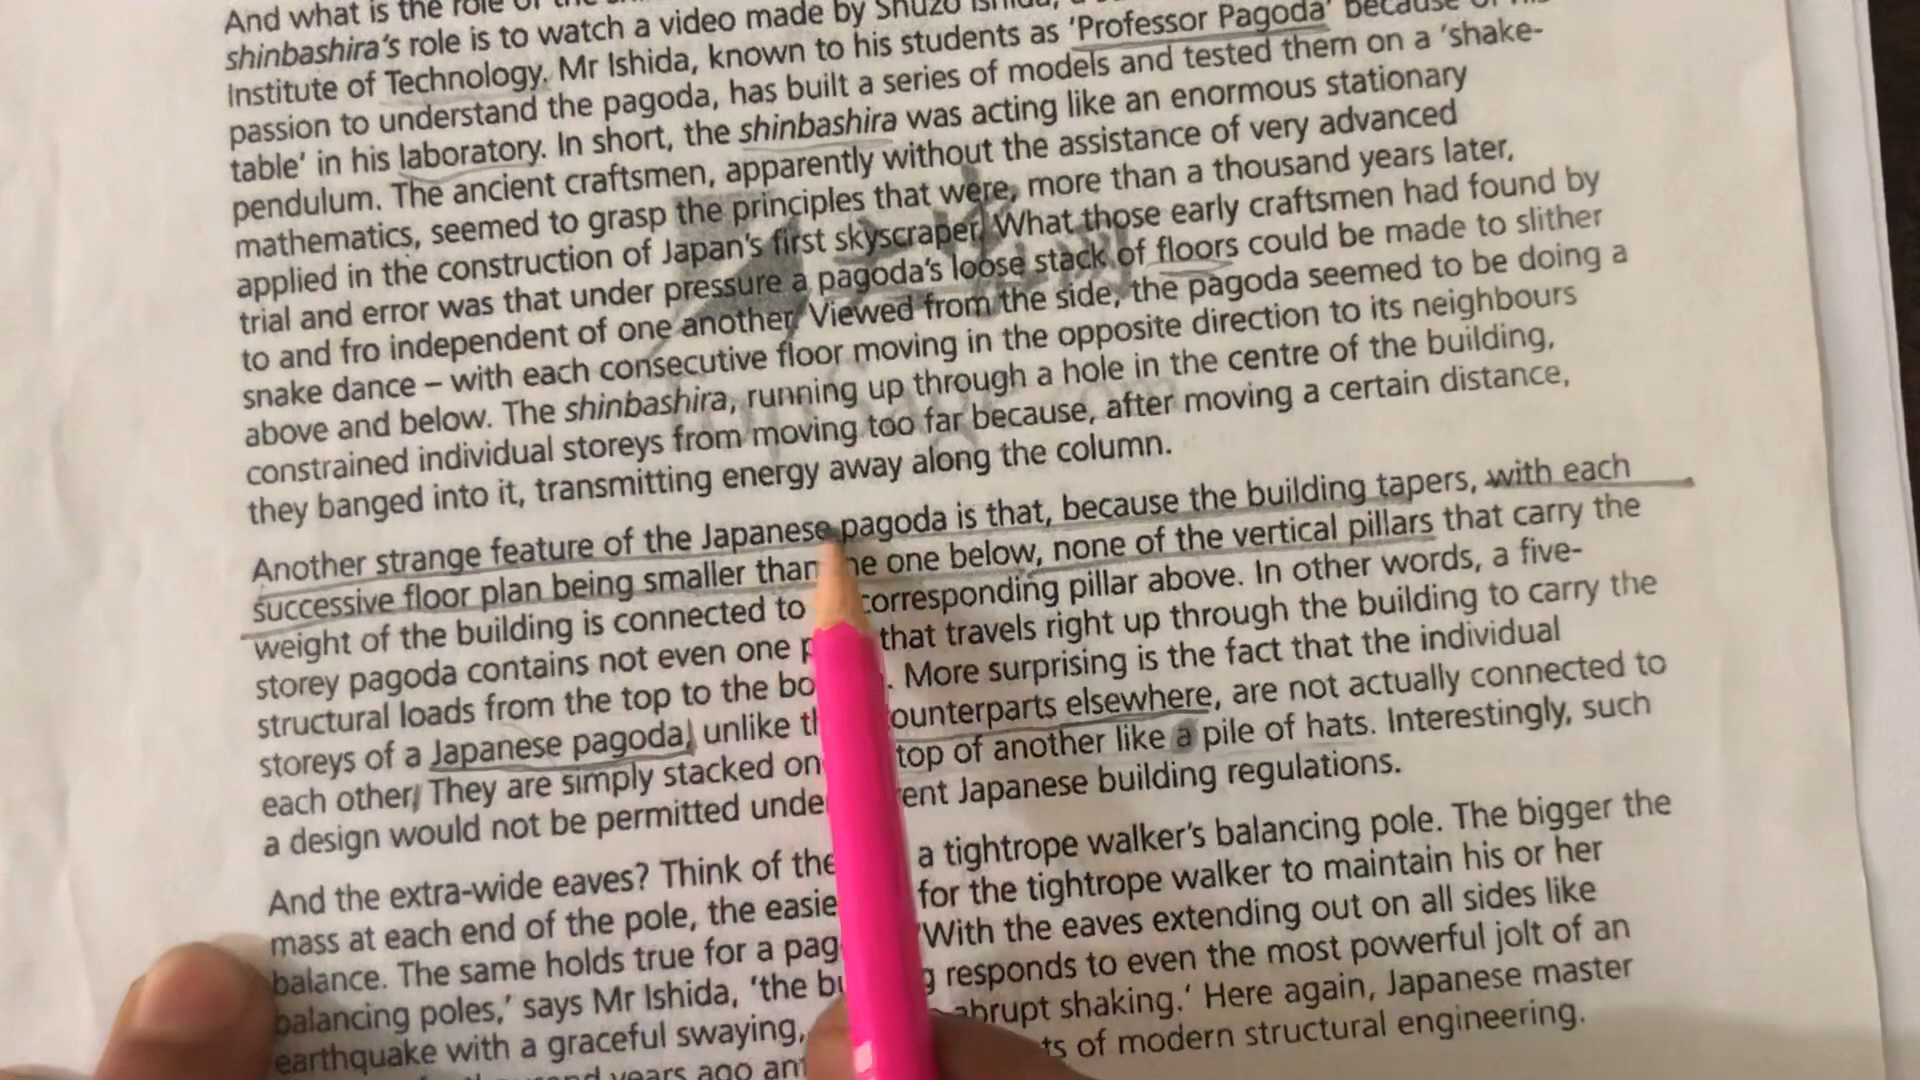 And what is the role of
shinbashira's role is to watch a video made by Shuzo Ishida,
Institute of Technology. Mr Ishida, known to his students as 'Professor Pagoda' because of his
passion to understand the pagoda, has built a series of models and tested them on a 'shake-
table' in his laboratory. In short, the shinbashira was acting like an enormous stationary
pendulum. The ancient craftsmen, apparently without the assistance of very advanced
mathematics, seemed to grasp the principles that were, more than a thousand years later,
applied in the construction of Japan's first skyscraper. What those early craftsmen had found by
trial and error was that under pressure a pagoda's loose stack of floors could be made to slither
to and fro independent of one another. Viewed from the side, the pagoda seemed to be doing a
snake dance – with each consecutive floor moving in the opposite direction to its neighbours
above and below. The shinbashira, running up through a hole in the centre of the building,
constrained individual storeys from moving too far because, after moving a certain distance,
they banged into it, transmitting energy away along the column.
Another strange feature of the Japanese pagoda is that, because the building tapers, with each
successive floor plan being smaller than one below, none of the vertical pillars that carry the
weight of the building is connected to corresponding pillar above. In other words, a five-
storey pagoda contains not even one that travels right up through the building to carry the
structural loads from the top to the More surprising is the fact that the individual
storeys of a Japanese pagoda, unlike counterparts elsewhere, are not actually connected to
each other. They are simply stacked on top of another like a pile of hats. Interestingly, such
a design would not be permitted under Japanese building regulations.
And the extra-wide eaves? Think of the a tightrope walker's balancing pole. The bigger the
mass at each end of the pole, the easier for the tightrope walker to maintain his or her
balance. The same holds true for a 'With the eaves extending out on all sides like
balancing poles,' says Mr Ishida, 'the responds to even the most powerful jolt of an
earthquake with a graceful swaying, abrupt shaking.' Here again, Japanese master
years ago of modern structural engineering.